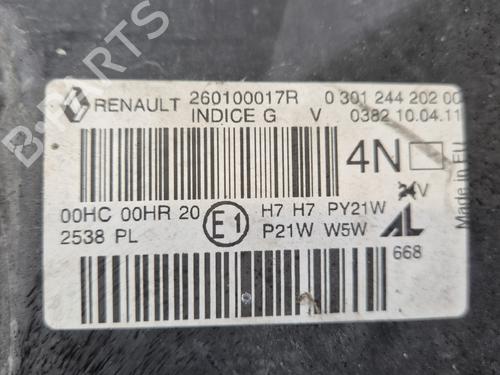 RENAULT 260100017R 0 301 244 202 00
INDICE G V 0382 10.04.11
4N
Made in EU
00HC 00HR 20 E1 H7 H7 PY21W
2538 PL P21W W5W AL
668
B-PARTS